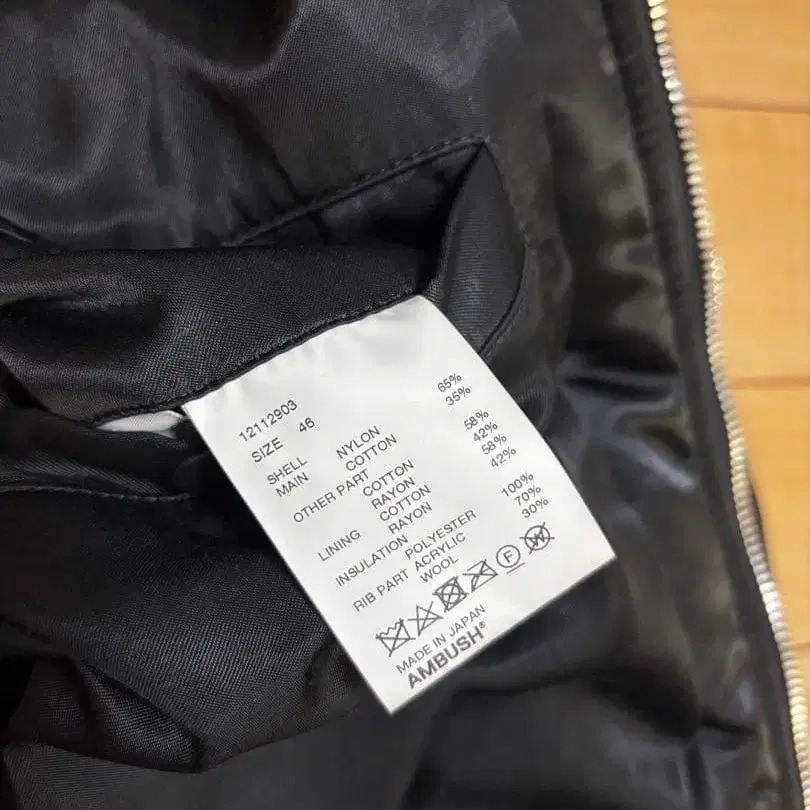 12112903
SIZE 46
SHELL NYLON 65%
MAIN COTTON 35%
OTHER PART
COTTON 58%
RAYON 42%
LINING COTTON 58%
RAYON 42%
INSULATION
POLYESTER 100%
RIB PART ACRYLIC 70%
WOOL 30%
F W
MADE IN JAPAN
AMBUSH®